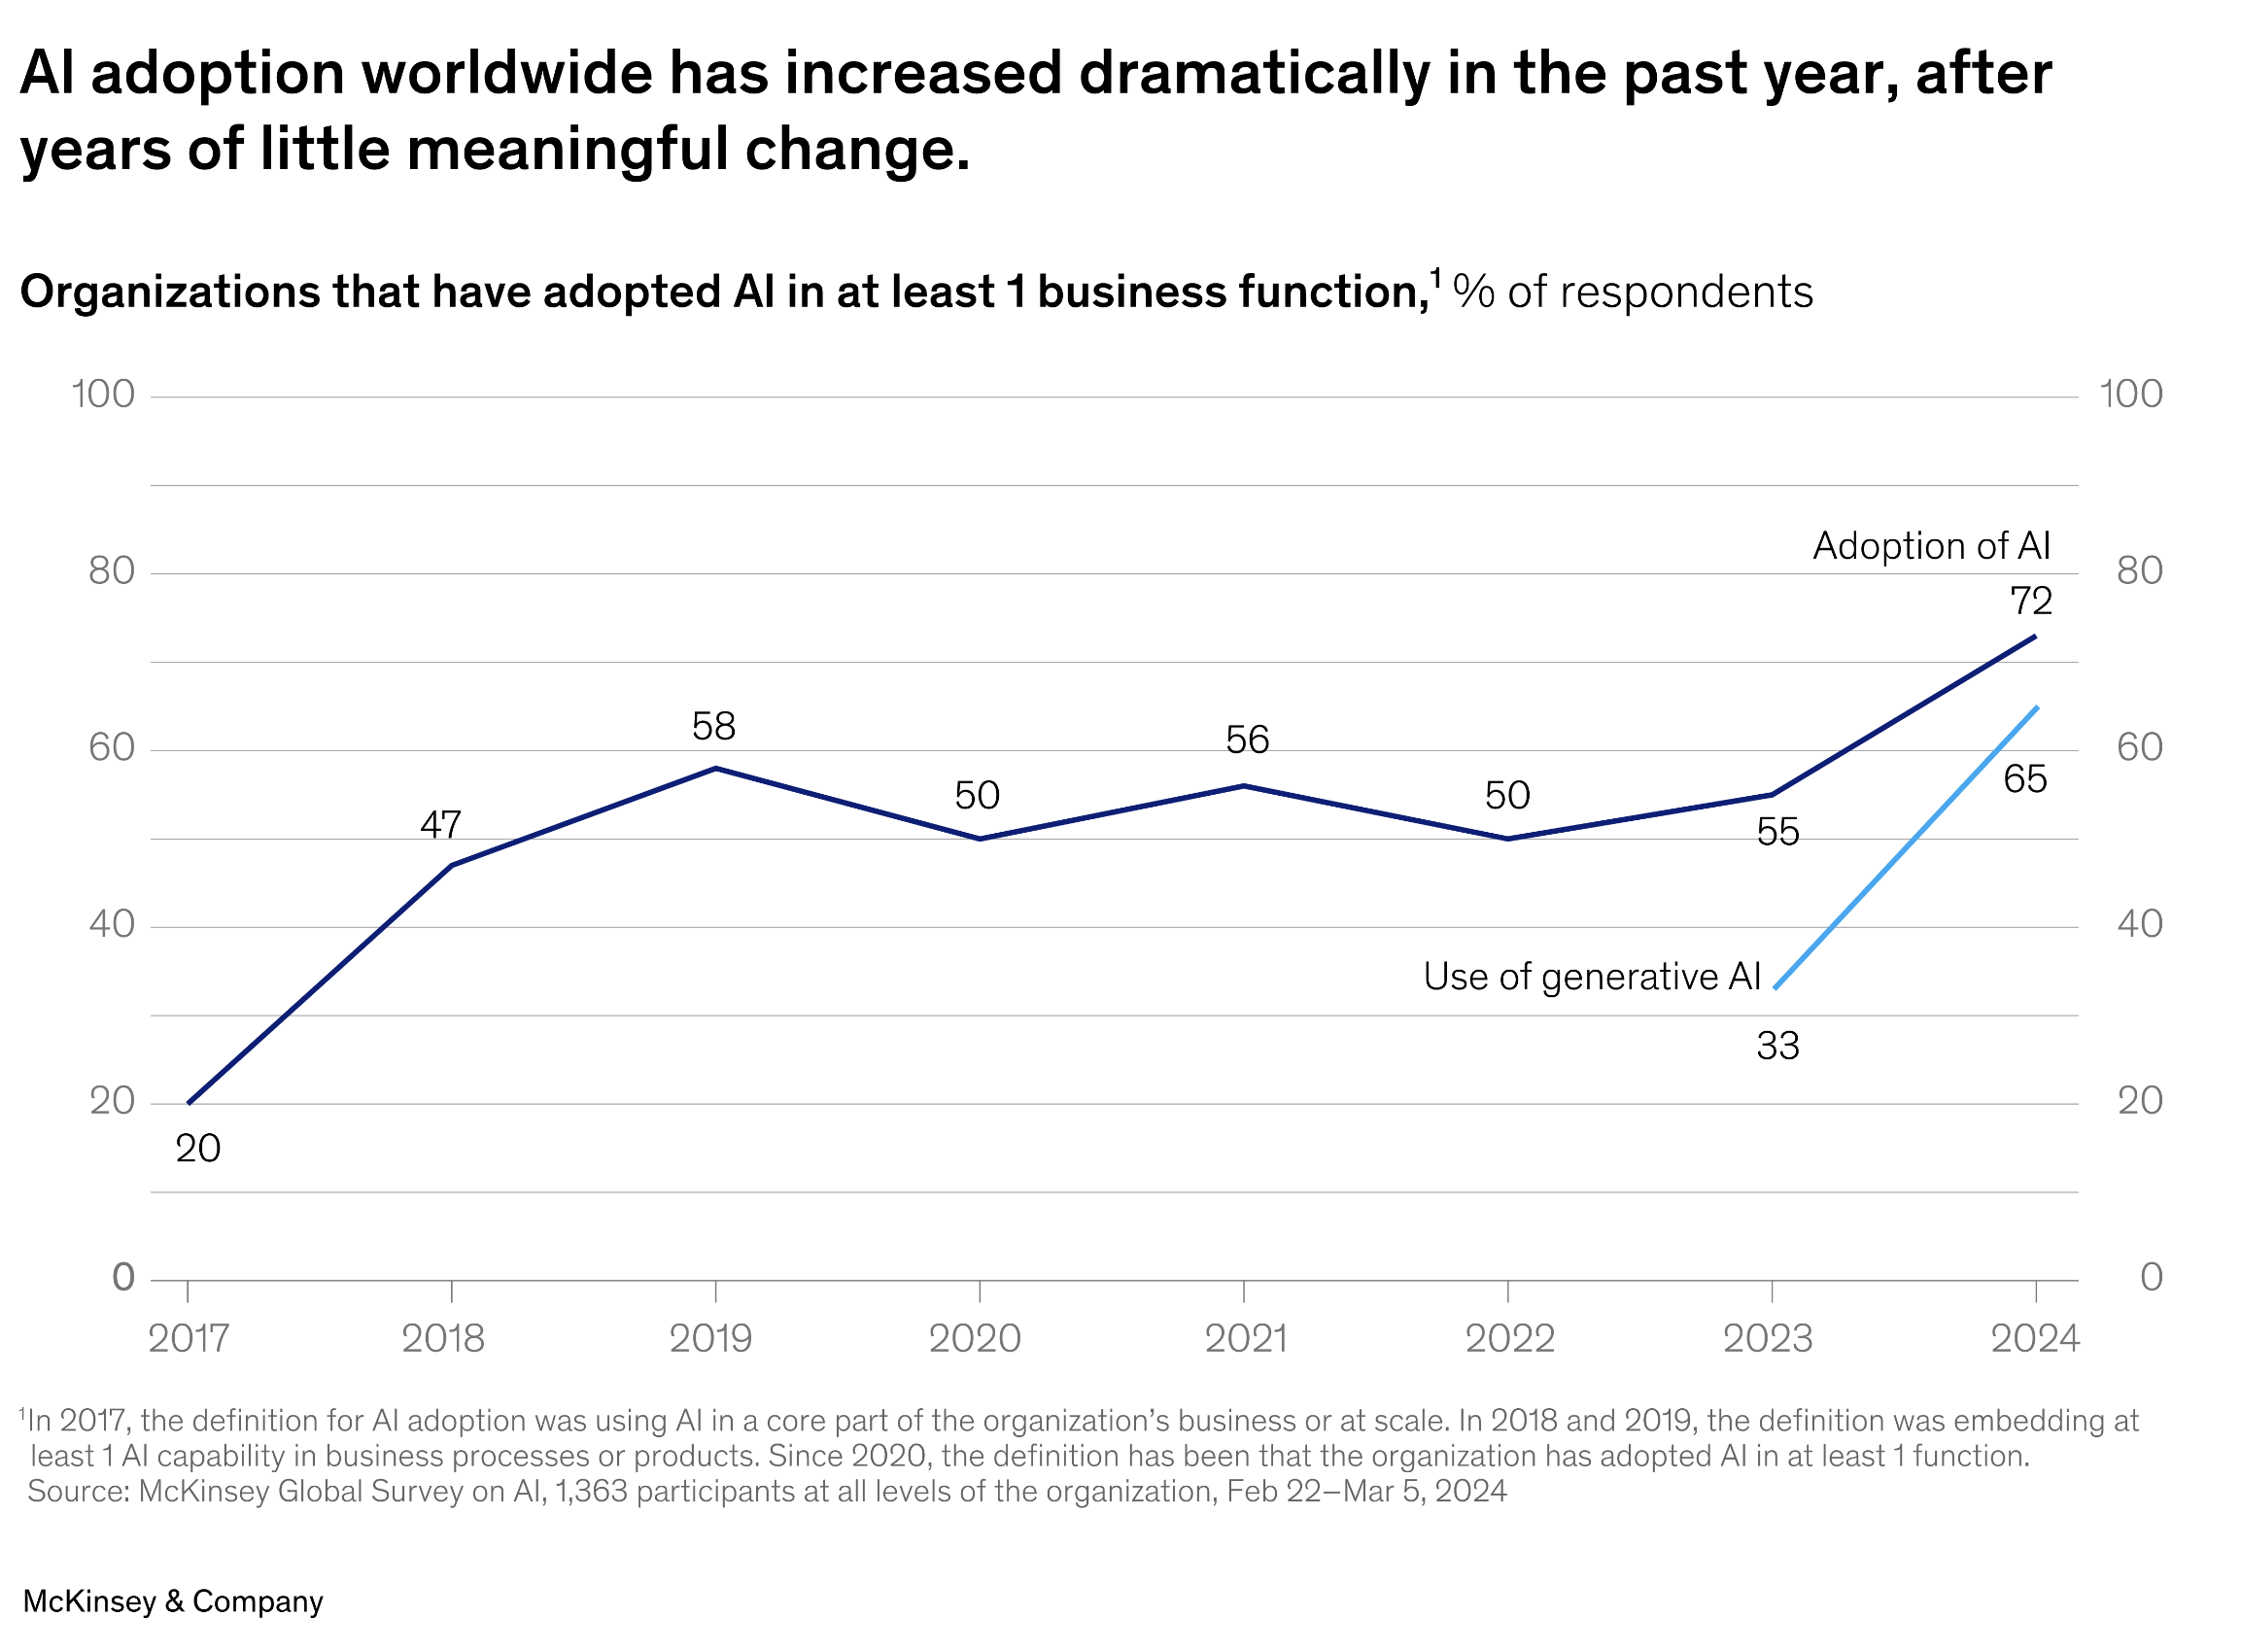 AI adoption worldwide has increased dramatically in the past year, after
years of little meaningful change.
Organizations that have adopted AI in at least 1 business function,¹ % of respondents
100 100
Adoption of AI
80 80
72
58
60 56 60
65
50 50
47 55
40 40
Use of generative AI
33
20 20
20
0 0
2017 2018 2019 2020 2021 2022 2023 2024
¹In 2017, the definition for AI adoption was using AI in a core part of the organization’s business or at scale. In 2018 and 2019, the definition was embedding at
least 1 AI capability in business processes or products. Since 2020, the definition has been that the organization has adopted AI in at least 1 function.
Source: McKinsey Global Survey on AI, 1,363 participants at all levels of the organization, Feb 22–Mar 5, 2024
McKinsey & Company